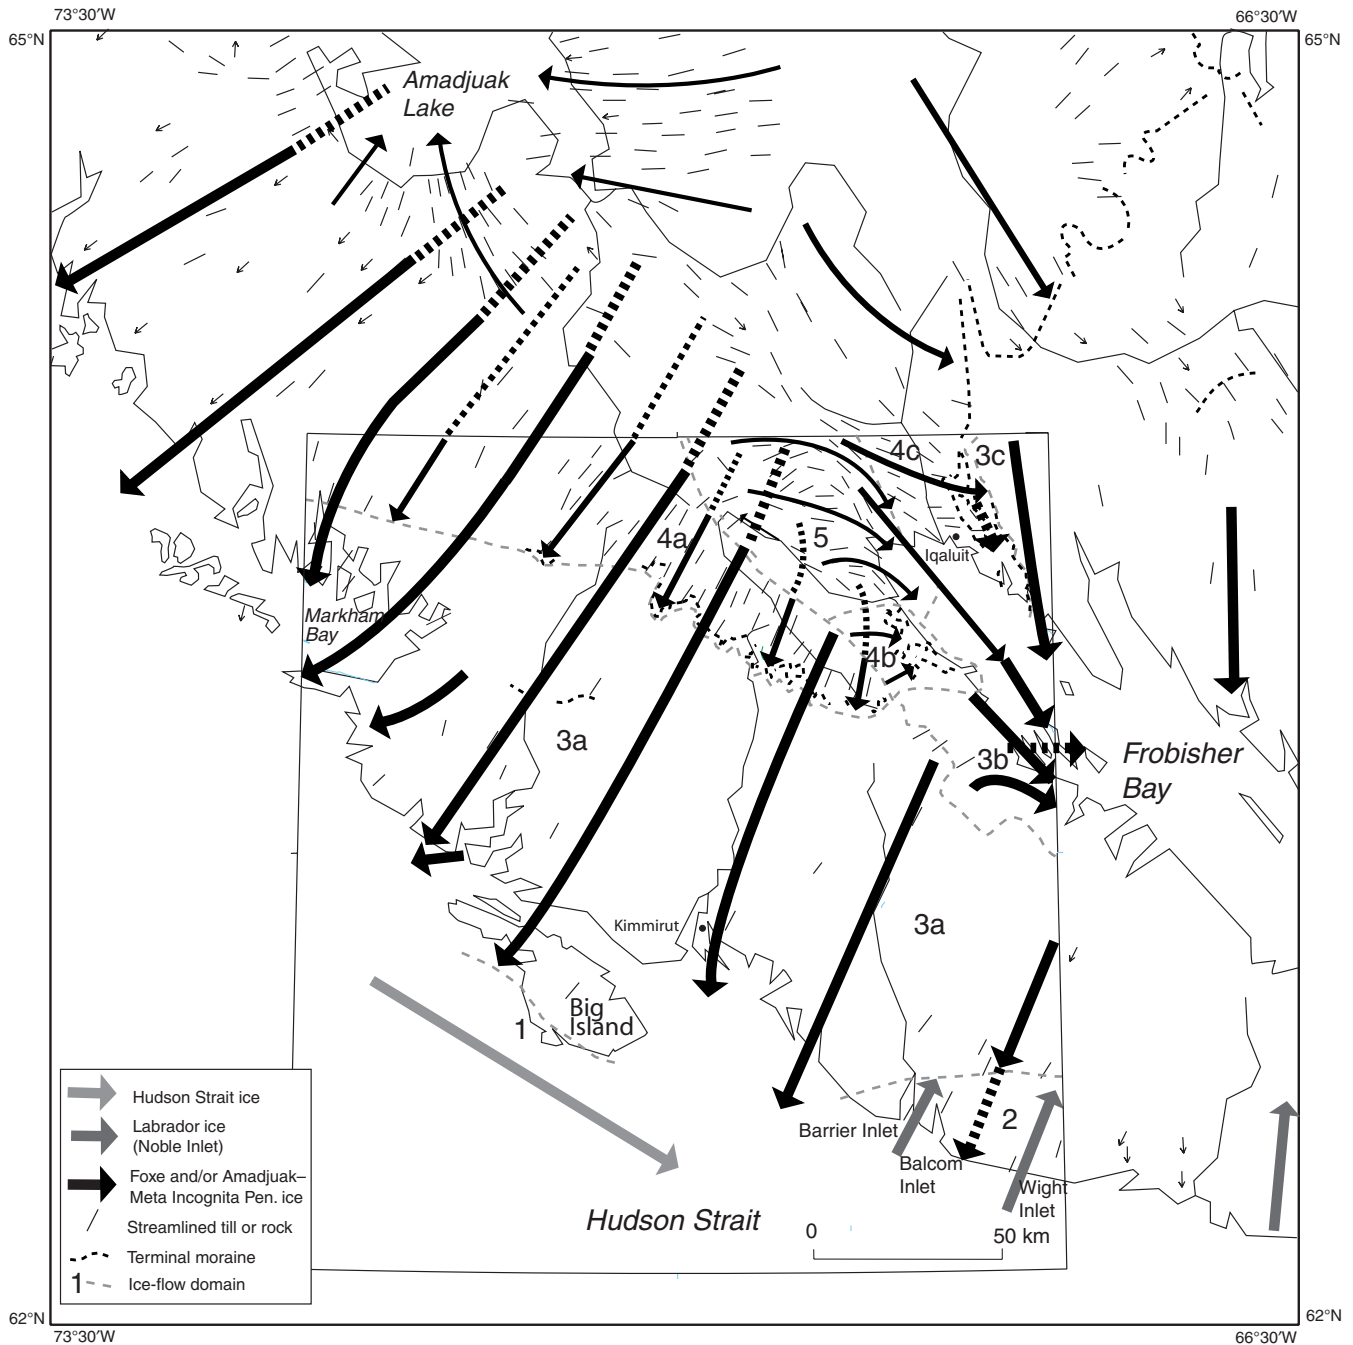 73°30′W
66°30′W
65°N
65°N
Amadjuak
Lake
4c
3c
4a
5
Iqaluit
Markham
Bay
4b
3a
3b
Frobisher
Bay
Kimmirut
3a
Big
Island
1
2
Barrier Inlet
Balcom
Inlet
Wight
Inlet
Hudson Strait
0
50 km
Hudson Strait ice
Labrador ice
(Noble Inlet)
Foxe and/or Amadjuak–
Meta Incognita Pen. ice
Streamlined till or rock
Terminal moraine
1
Ice-flow domain
62°N
62°N
73°30′W
66°30′W